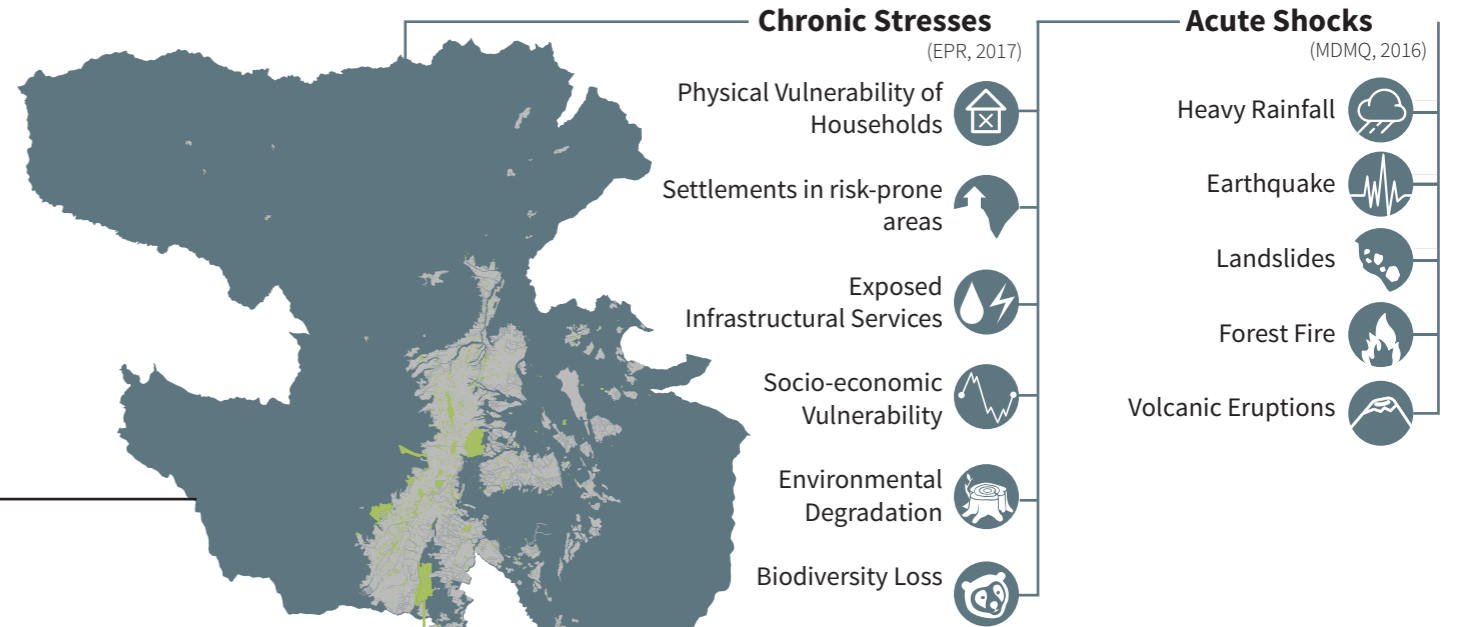 Chronic Stresses
(EPR, 2017)
Physical Vulnerability of
Households
Settlements in risk-prone
areas
Exposed
Infrastructural Services
Socio-economic
Vulnerability
Environmental
Degradation
Biodiversity Loss
Acute Shocks
(MDMQ, 2016)
Heavy Rainfall
Earthquake
Landslides
Forest Fire
Volcanic Eruptions